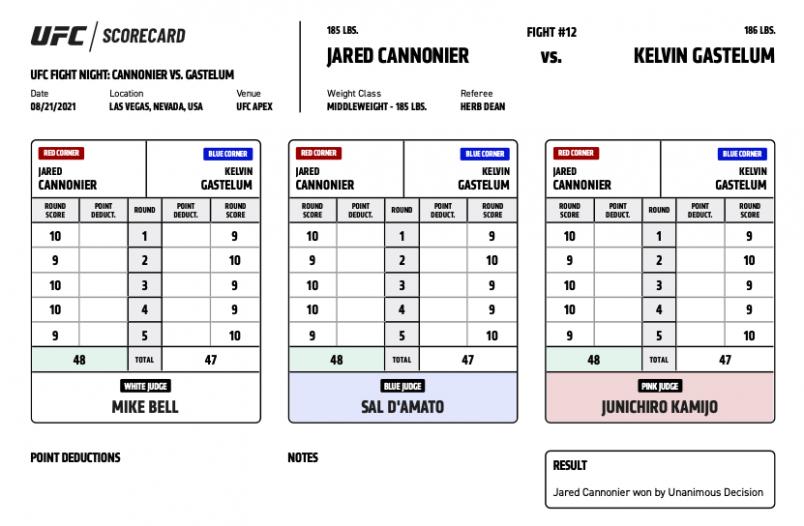 UFC / SCORECARD
UFC FIGHT NIGHT: CANNONIER VS. GASTELUM
Date Location Venue
08/21/2021 LAS VEGAS, NEVADA, USA UFC APEX
185 LBS. FIGHT #12 186 LBS.
JARED CANNONIER VS. KELVIN GASTELUM
Weight Class Referee
MIDDLEWEIGHT - 185 LBS. HERB DEAN
RED CORNER BLUE CORNER
JARED KELVIN
CANNONIER GASTELUM
ROUND POINT ROUND POINT ROUND
SCORE DEDUCT. DEDUCT. SCORE
10 1 9
9 2 10
10 3 9
10 4 9
9 5 10
48 TOTAL 47
WHITE JUDGE
MIKE BELL
RED CORNER BLUE CORNER
JARED KELVIN
CANNONIER GASTELUM
ROUND POINT ROUND POINT ROUND
SCORE DEDUCT. DEDUCT. SCORE
10 1 9
9 2 10
10 3 9
10 4 9
9 5 10
48 TOTAL 47
BLUE JUDGE
SAL D'AMATO
RED CORNER BLUE CORNER
JARED KELVIN
CANNONIER GASTELUM
ROUND POINT ROUND POINT ROUND
SCORE DEDUCT. DEDUCT. SCORE
10 1 9
9 2 10
10 3 9
10 4 9
9 5 10
48 TOTAL 47
PINK JUDGE
JUNICHIRO KAMIJO
POINT DEDUCTIONS
NOTES
RESULT
Jared Cannonier won by Unanimous Decision